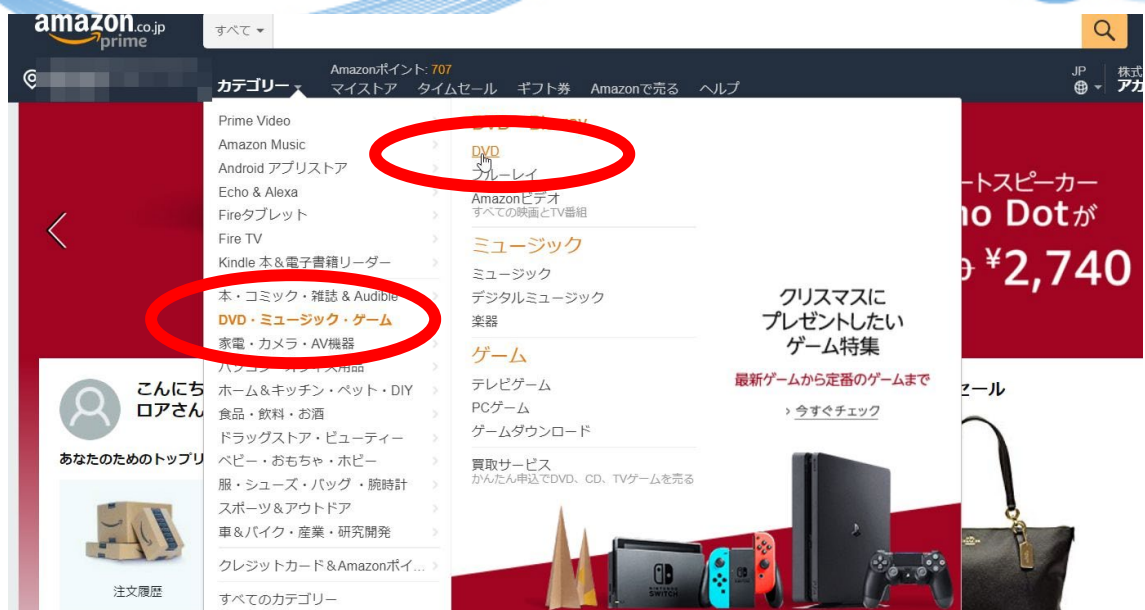 amazon.co.jp
prime
すべて
Amazonポイント: 707
カテゴリー
マイストア タイムセール ギフト券 Amazonで売る ヘルプ
JP
株式
アカ
Prime Video
Amazon Music
Android アプリストア
Echo & Alexa
Fireタブレット
Fire TV
Kindle 本&電子書籍リーダー
本・コミック・雑誌 & Audible
DVD・ミュージック・ゲーム
家電・カメラ・AV機器
ホーム&キッチン・ペット・DIY
食品・飲料・お酒
ドラッグストア・ビューティー
ベビー・おもちゃ・ホビー
服・シューズ・バッグ ・腕時計
スポーツ&アウトドア
車&バイク・産業・研究開発
クレジットカード&Amazonポイ...
すべてのカテゴリー
DVD
ブルーレイ
Amazonビデオ
すべての映画とTV番組
ミュージック
ミュージック
デジタルミュージック
楽器
ゲーム
テレビゲーム
PCゲーム
ゲームダウンロード
買取サービス
かんたん申込でDVD、CD、TVゲームを売る
クリスマスに
プレゼントしたい
ゲーム特集
最新ゲームから定番のゲームまで
› 今すぐチェック
ートスピーカー
o Dotが
¥2,740
こんにち
ロアさん
あなたのためのトップリ
注文履歴
セール
NINTENDO
SWITCH